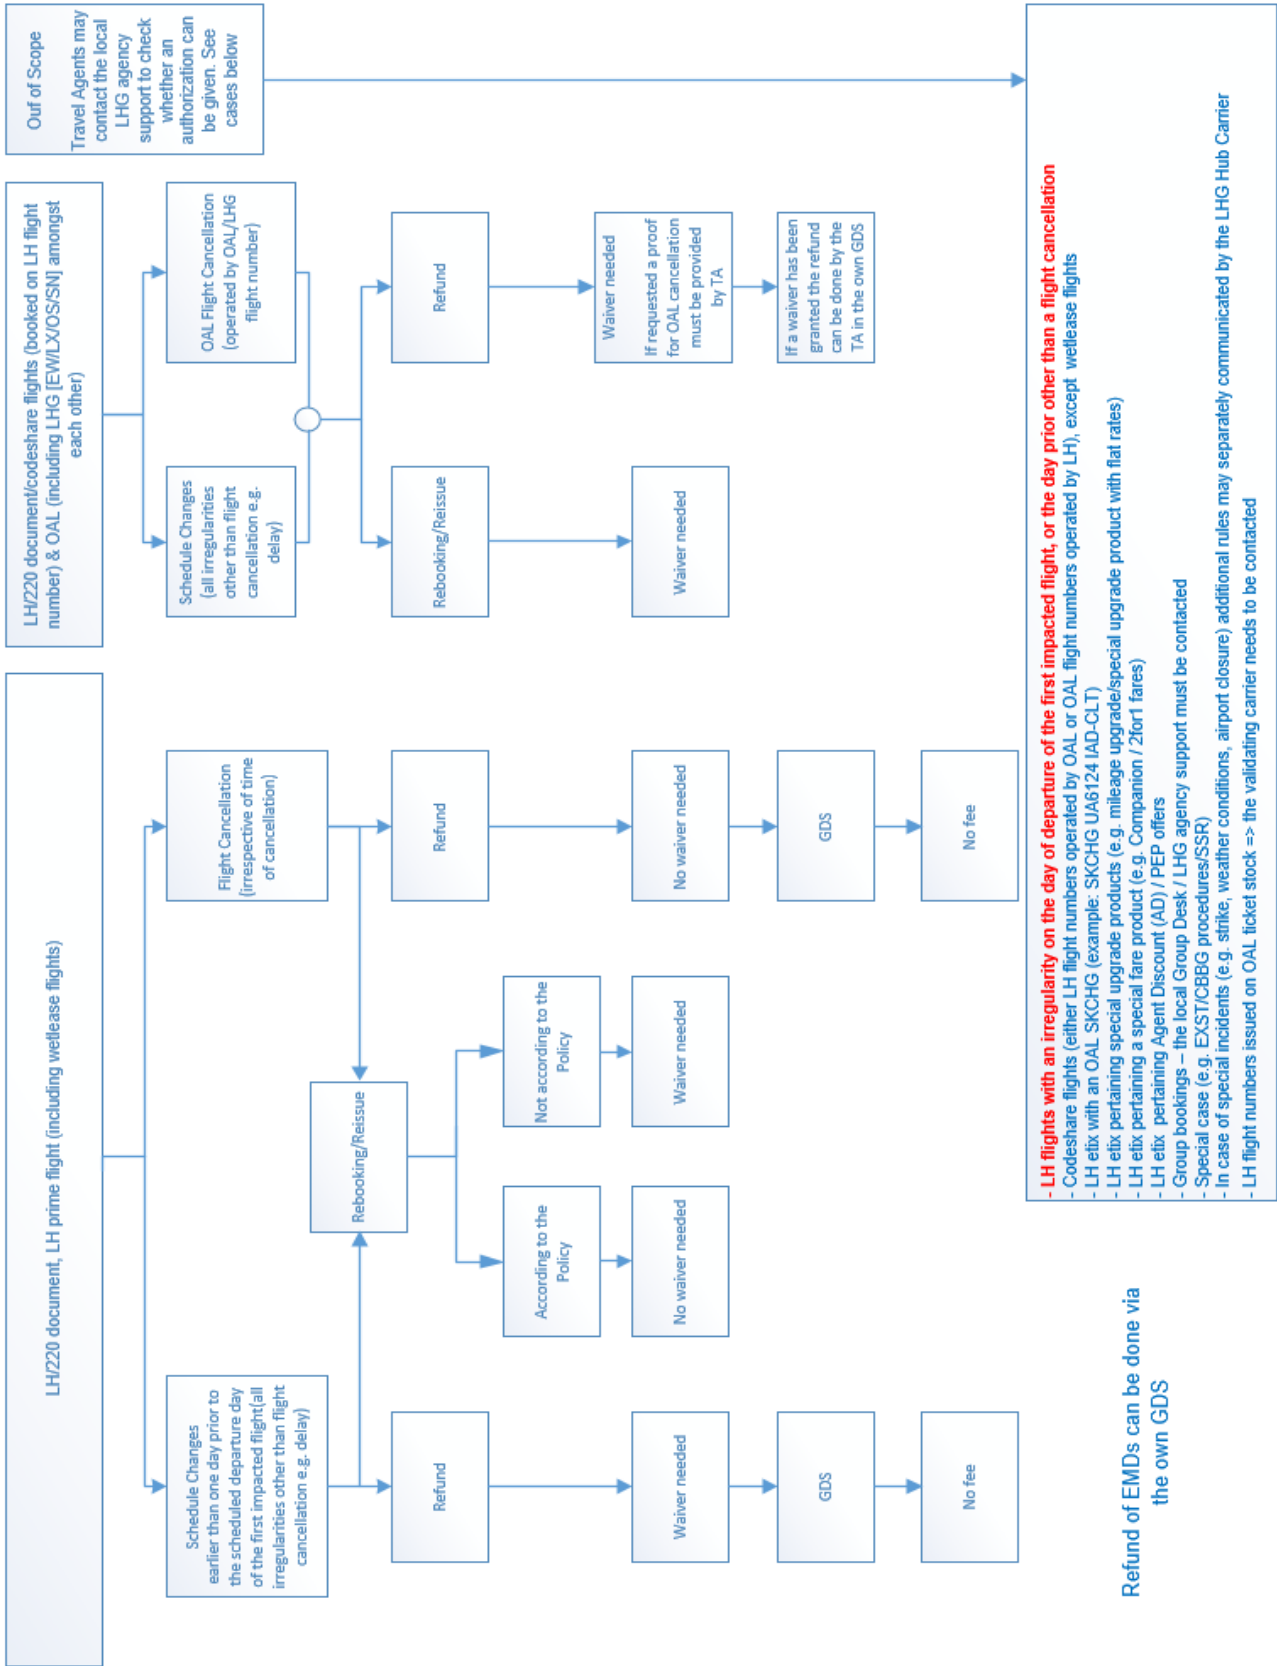 LH/220 document, LH prime flight (including wetlease flights)
Schedule Changes
earlier than one day prior to
the scheduled departure day
of the first impacted flight(all
irregularities other than flight
cancellation e.g. delay)
Flight Cancellation
(irrespective of time
of cancellation)
Rebooking/Reissue
Refund
Refund
According to the
Policy
Not according to the
Policy
Waiver needed
No waiver needed
Waiver needed
No waiver needed
GDS
GDS
No fee
No fee
LH/220 document/codeshare flights (booked on LH flight
number) & OAL (including LHG [EW/LX/OS/SN] amongst
each other)
Schedule Changes
(all irregularities
other than flight
cancellation e.g.
delay)
OAL Flight Cancellation
(operated by OAL/LHG
flight number)
Rebooking/Reissue
Refund
Waiver needed
Waiver needed
If requested a proof
for OAL cancellation
must be provided
by TA
If a waiver has been
granted the refund
can be done by the
TA in the own GDS
Ouf of Scope
Travel Agents may
contact the local
LHG agency
support to check
whether an
authorization can
be given. See
cases below
- LH flights with an irregularity on the day of departure of the first impacted flight, or the day prior other than a flight cancellation
- Codeshare flights (either LH flight numbers operated by OAL or OAL flight numbers operated by LH), except wetlease flights
- LH etix with an OAL SKCHG (example: SKCHG UA6124 IAD-CLT)
- LH etix pertaining special upgrade products (e.g. mileage upgrade/special upgrade product with flat rates)
- LH etix pertaining a special fare product (e.g. Companion / 2for1 fares)
- LH etix pertaining Agent Discount (AD) / PEP offers
- Group bookings – the local Group Desk / LHG agency support must be contacted
- Special case (e.g. EXST/CBBG procedures/SSR)
- In case of special incidents (e.g. strike, weather conditions, airport closure) additional rules may separately communicated by the LHG Hub Carrier
- LH flight numbers issued on OAL ticket stock => the validating carrier needs to be contacted
Refund of EMDs can be done via
the own GDS